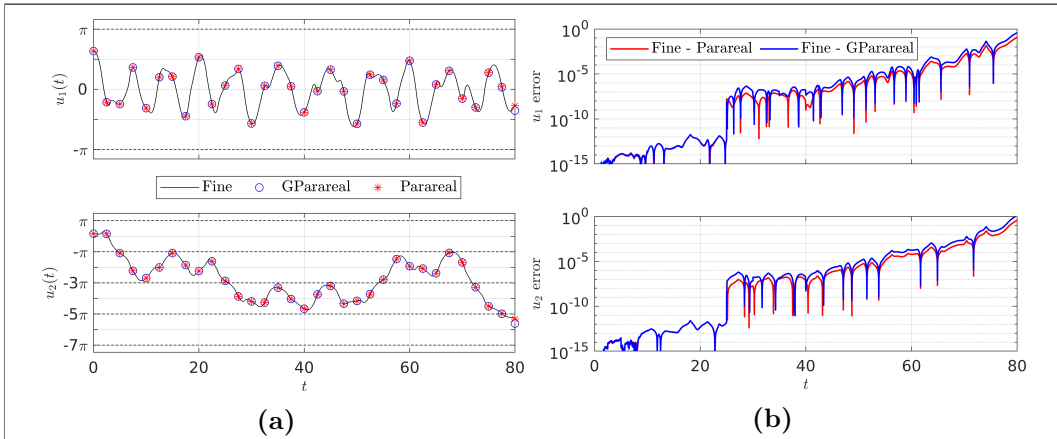 π
0
-π
u₁(t)
Fine GParareal Parareal
π
-π
-3π
-5π
-7π
u₂(t)
0 20 40 60 80
t
(a)
10⁰
10⁻⁵
10⁻¹⁰
10⁻¹⁵
u₁ error
Fine - Parareal Fine - GParareal
10⁰
10⁻⁵
10⁻¹⁰
10⁻¹⁵
u₂ error
0 20 40 60 80
t
(b)